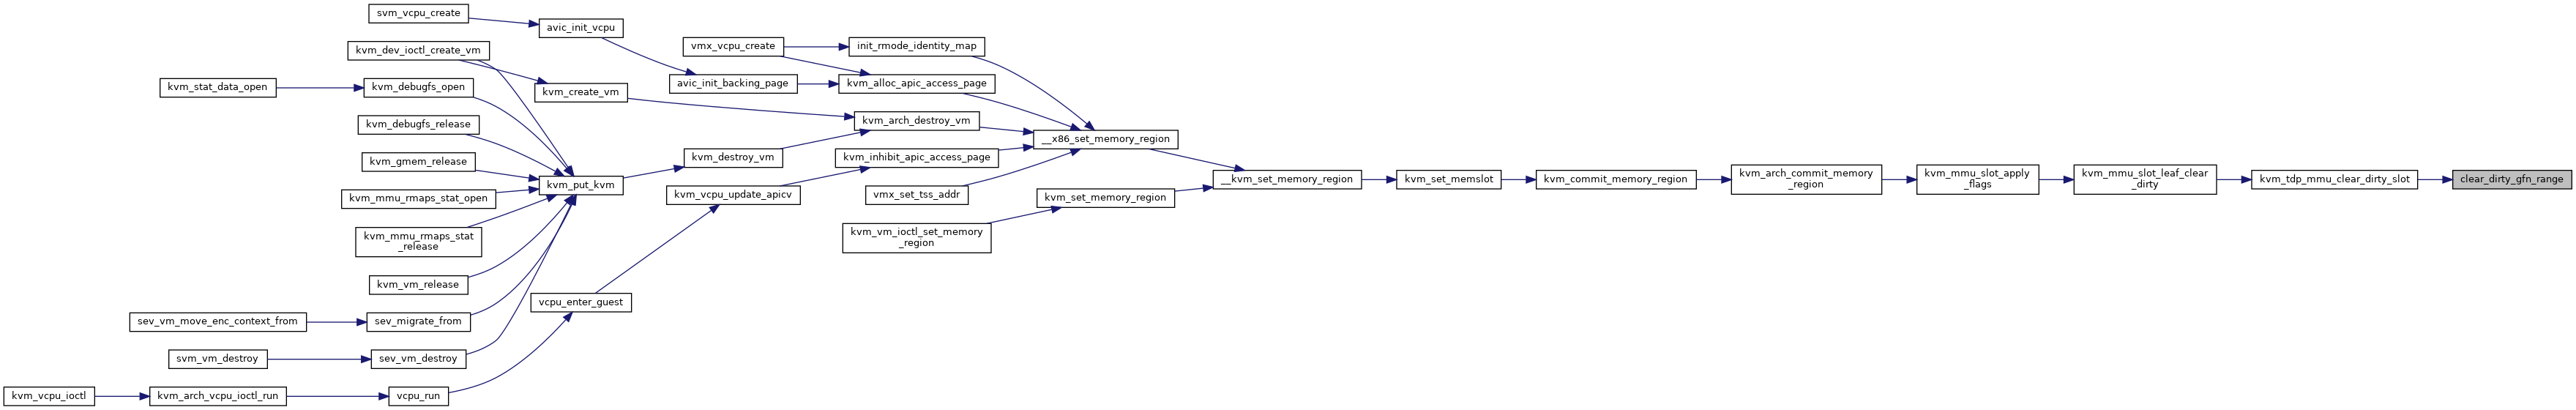 svm_vcpu_create
avic_init_vcpu
kvm_dev_ioctl_create_vm
vmx_vcpu_create
init_rmode_identity_map
kvm_stat_data_open
kvm_debugfs_open
kvm_create_vm
avic_init_backing_page
kvm_alloc_apic_access_page
kvm_debugfs_release
kvm_arch_destroy_vm
__x86_set_memory_region
kvm_gmem_release
kvm_destroy_vm
kvm_inhibit_apic_access_page
kvm_put_kvm
kvm_mmu_rmaps_stat_open
kvm_vcpu_update_apicv
vmx_set_tss_addr
kvm_set_memory_region
__kvm_set_memory_region
kvm_set_memslot
kvm_commit_memory_region
kvm_arch_commit_memory
_region
kvm_mmu_slot_apply
_flags
kvm_mmu_slot_leaf_clear
_dirty
kvm_tdp_mmu_clear_dirty_slot
clear_dirty_gfn_range
kvm_mmu_rmaps_stat
_release
kvm_vm_ioctl_set_memory
_region
kvm_vm_release
vcpu_enter_guest
sev_vm_move_enc_context_from
sev_migrate_from
svm_vm_destroy
sev_vm_destroy
kvm_vcpu_ioctl
kvm_arch_vcpu_ioctl_run
vcpu_run